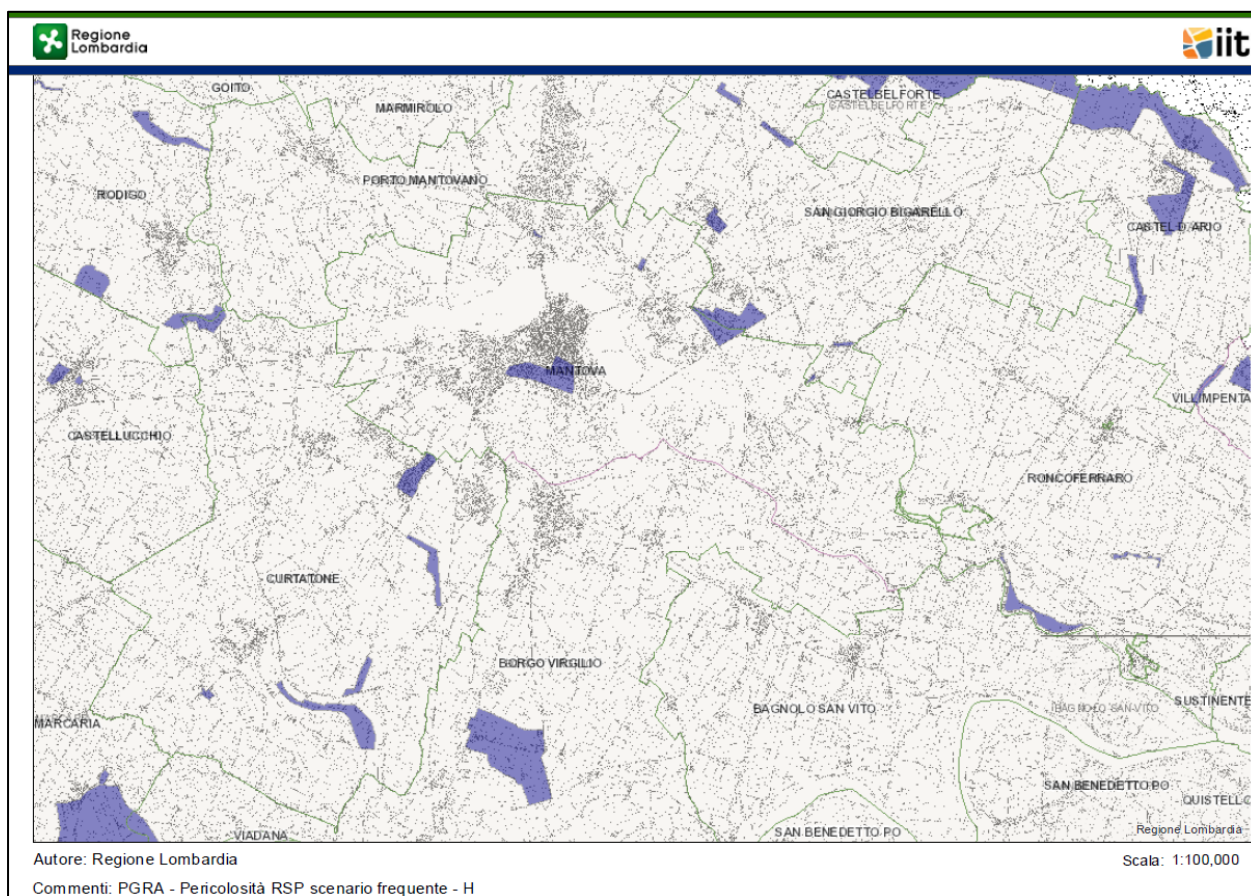 Regione
Lombardia
iit
GOITO
MARMIROLO
CASTELBELFORTE
CASTELBELFORTE
RODIGO
PORTO MANTOVANO
SAN GIORGIO BIGARELLO
CASTEL D ARIO
MANTOVA
VILLIMPENTA
CASTELLUCCHIO
RONCOFERRARO
CURTATONE
BORGO VIRGILIO
MARCARIA
BAGNOLO SAN VITO
BAGNOLO SAN VITO
SUSTINENTE
SAN BENEDETTO PO
QUISTELLO
VIADANA
SAN BENEDETTO PO
Regione Lombardia
Autore: Regione Lombardia
Scala: 1:100,000
Commenti: PGRA - Pericolosità RSP scenario frequente - H